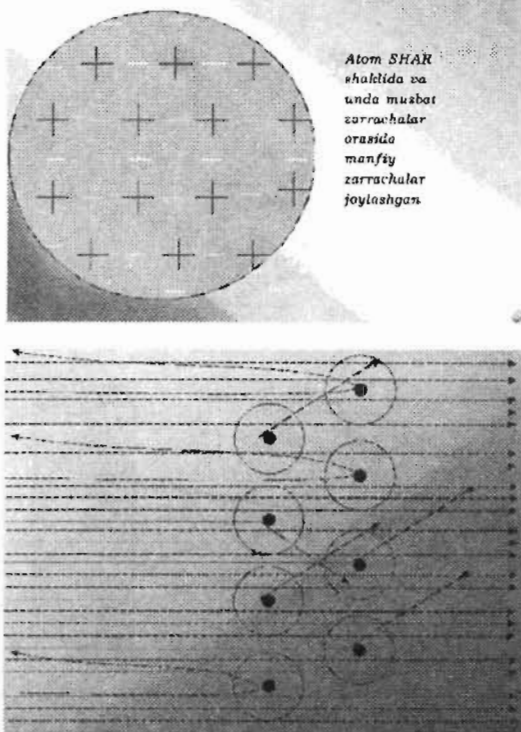 Atom SHAR
shaklida va
unda musbat
zarrachalar
orasida
manfiy
zarrachalar
joylashgan